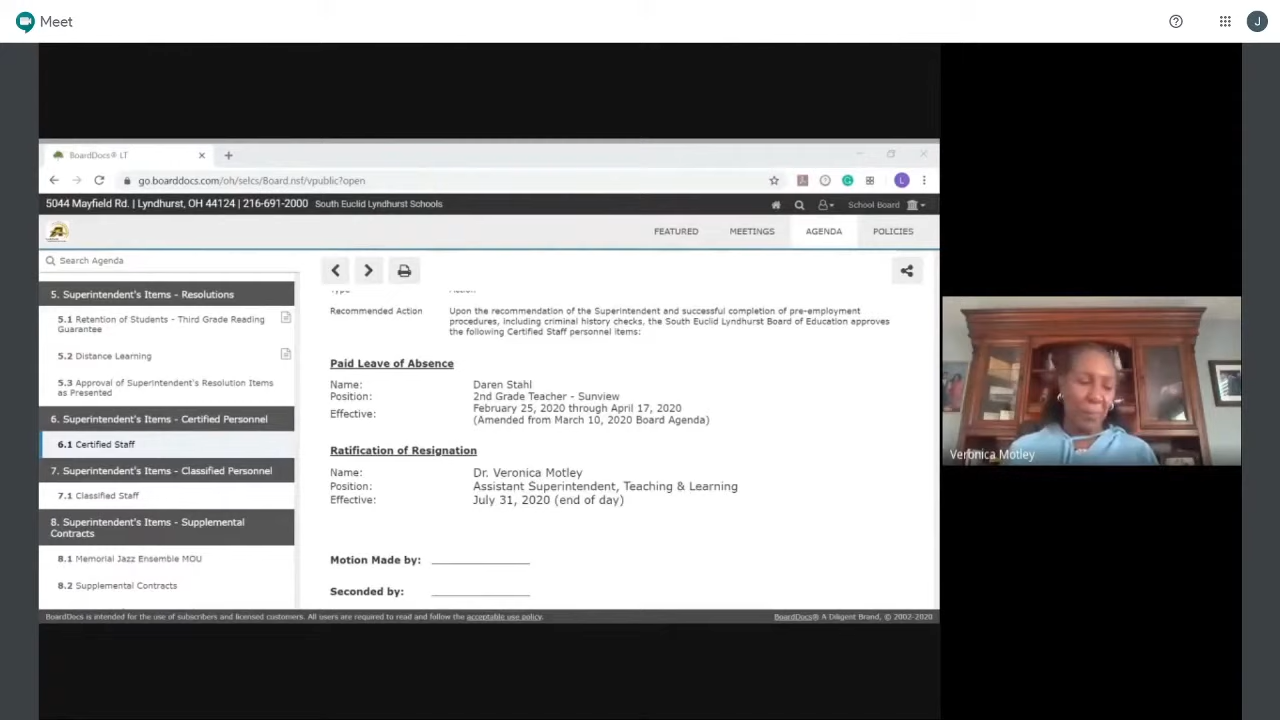 Meet
J
BoardDocs® LT
go.boarddocs.com/oh/selcs/Board.nsf/vpublic?open
L
5044 Mayfield Rd. | Lyndhurst, OH 44124 | 216-691-2000 South Euclid Lyndhurst Schools
School Board
FEATURED MEETINGS AGENDA POLICIES
Search Agenda
5. Superintendent's Items - Resolutions
5.1 Retention of Students - Third Grade Reading
Guarantee
5.2 Distance Learning
5.3 Approval of Superintendent's Resolution Items
as Presented
6. Superintendent's Items - Certified Personnel
6.1 Certified Staff
7. Superintendent's Items - Classified Personnel
7.1 Classified Staff
8. Superintendent's Items - Supplemental
Contracts
8.1 Memorial Jazz Ensemble MOU
8.2 Supplemental Contracts
Recommended Action Upon the recommendation of the Superintendent and successful completion of pre-employment
procedures, including criminal history checks, the South Euclid Lyndhurst Board of Education approves
the following Certified Staff personnel items:
Paid Leave of Absence
Name: Daren Stahl
Position: 2nd Grade Teacher - Sunview
Effective: February 25, 2020 through April 17, 2020
(Amended from March 10, 2020 Board Agenda)
Ratification of Resignation
Name: Dr. Veronica Motley
Position: Assistant Superintendent, Teaching & Learning
Effective: July 31, 2020 (end of day)
Motion Made by: ______________
Seconded by: ______________
BoardDocs is intended for the use of subscribers and licensed customers. All users are required to read and follow the acceptable use policy.
BoardDocs® A Diligent Brand, © 2002-2020
Veronica Motley